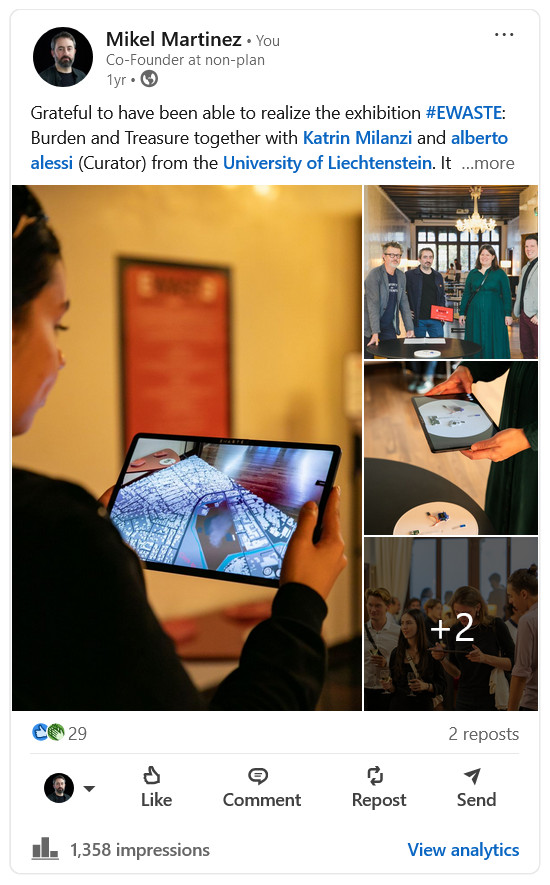 Mikel Martinez • You
Co-Founder at non-plan
1yr •
Grateful to have been able to realize the exhibition #EWASTE:
Burden and Treasure together with Katrin Milanzi and alberto
alessi (Curator) from the University of Liechtenstein. It ...more
EWASTE
+2
29
2 reposts
Like
Comment
Repost
Send
1,358 impressions
View analytics